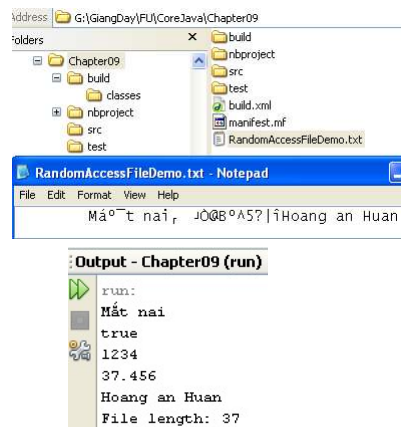 Address G:\GiangDay\FU\CoreJava\Chapter09
Folders
Chapter09
build
classes
nbproject
src
test
build
nbproject
src
test
build.xml
manifest.mf
RandomAccessFileDemo.txt
RandomAccessFileDemo.txt - Notepad
File Edit Format View Help
Hoang an Huan
Output - Chapter09 (run)
run:
Mắt nai
true
1234
37.456
Hoang an Huan
File length: 37